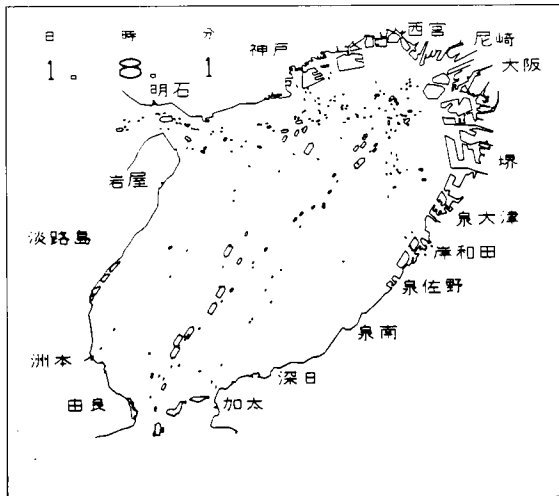 日 時 分
1. 8. 1
神戸
西宮
尼崎
大阪
明石
堺
岩屋
泉大津
淡路島
岸和田
泉佐野
泉南
洲本
深日
由良
加太